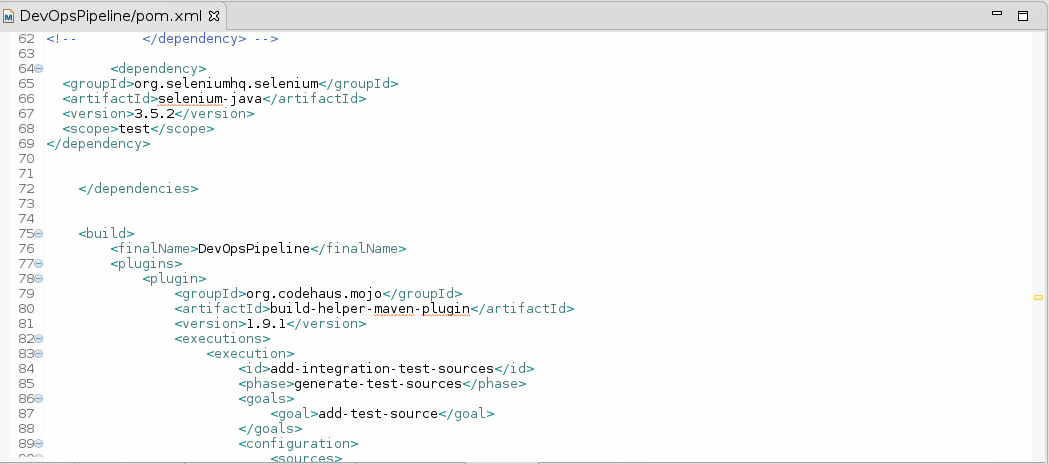 DevOpsPipeline/pom.xml
62 <!--        </dependency> -->
63
64         <dependency>
65   <groupId>org.seleniumhq.selenium</groupId>
66   <artifactId>selenium-java</artifactId>
67   <version>3.5.2</version>
68   <scope>test</scope>
69 </dependency>
70
71
72     </dependencies>
73
74
75     <build>
76         <finalName>DevOpsPipeline</finalName>
77         <plugins>
78             <plugin>
79                 <groupId>org.codehaus.mojo</groupId>
80                 <artifactId>build-helper-maven-plugin</artifactId>
81                 <version>1.9.1</version>
82                 <executions>
83                     <execution>
84                         <id>add-integration-test-sources</id>
85                         <phase>generate-test-sources</phase>
86                         <goals>
87                             <goal>add-test-source</goal>
88                         </goals>
89                         <configuration>
90                             <sources>